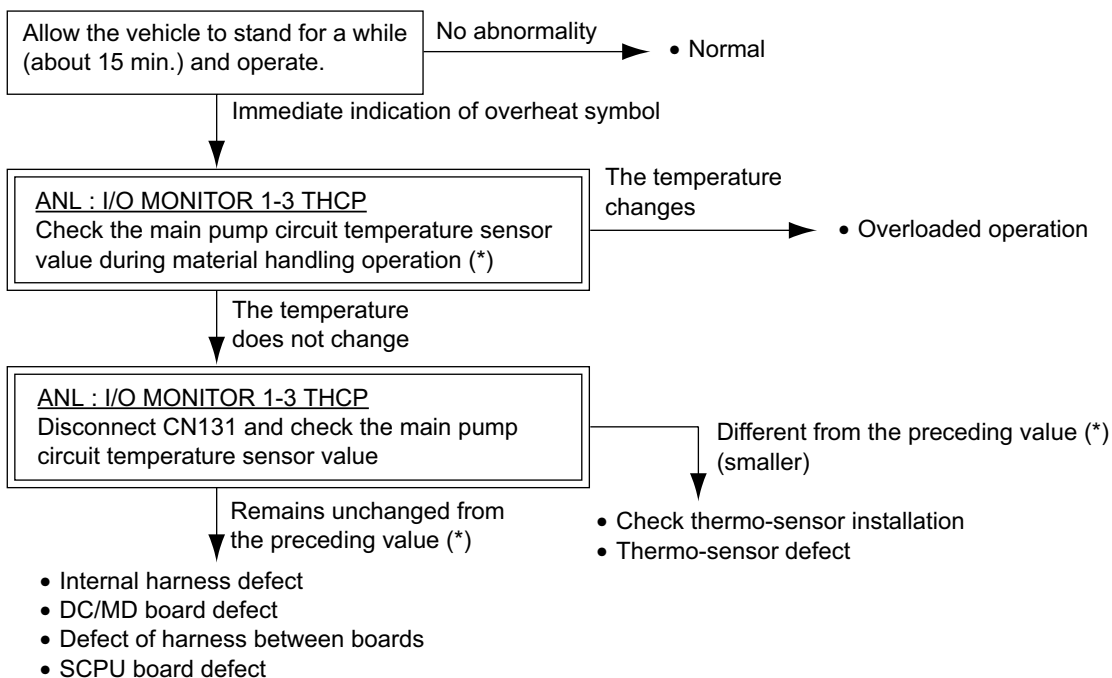 Allow the vehicle to stand for a while
(about 15 min.) and operate.
No abnormality
• Normal
Immediate indication of overheat symbol
ANL : I/O MONITOR 1-3 THCP
Check the main pump circuit temperature sensor
value during material handling operation (*)
The temperature
changes
• Overloaded operation
The temperature
does not change
ANL : I/O MONITOR 1-3 THCP
Disconnect CN131 and check the main pump
circuit temperature sensor value
Different from the preceding value (*)
(smaller)
• Check thermo-sensor installation
• Thermo-sensor defect
Remains unchanged from
the preceding value (*)
• Internal harness defect
• DC/MD board defect
• Defect of harness between boards
• SCPU board defect